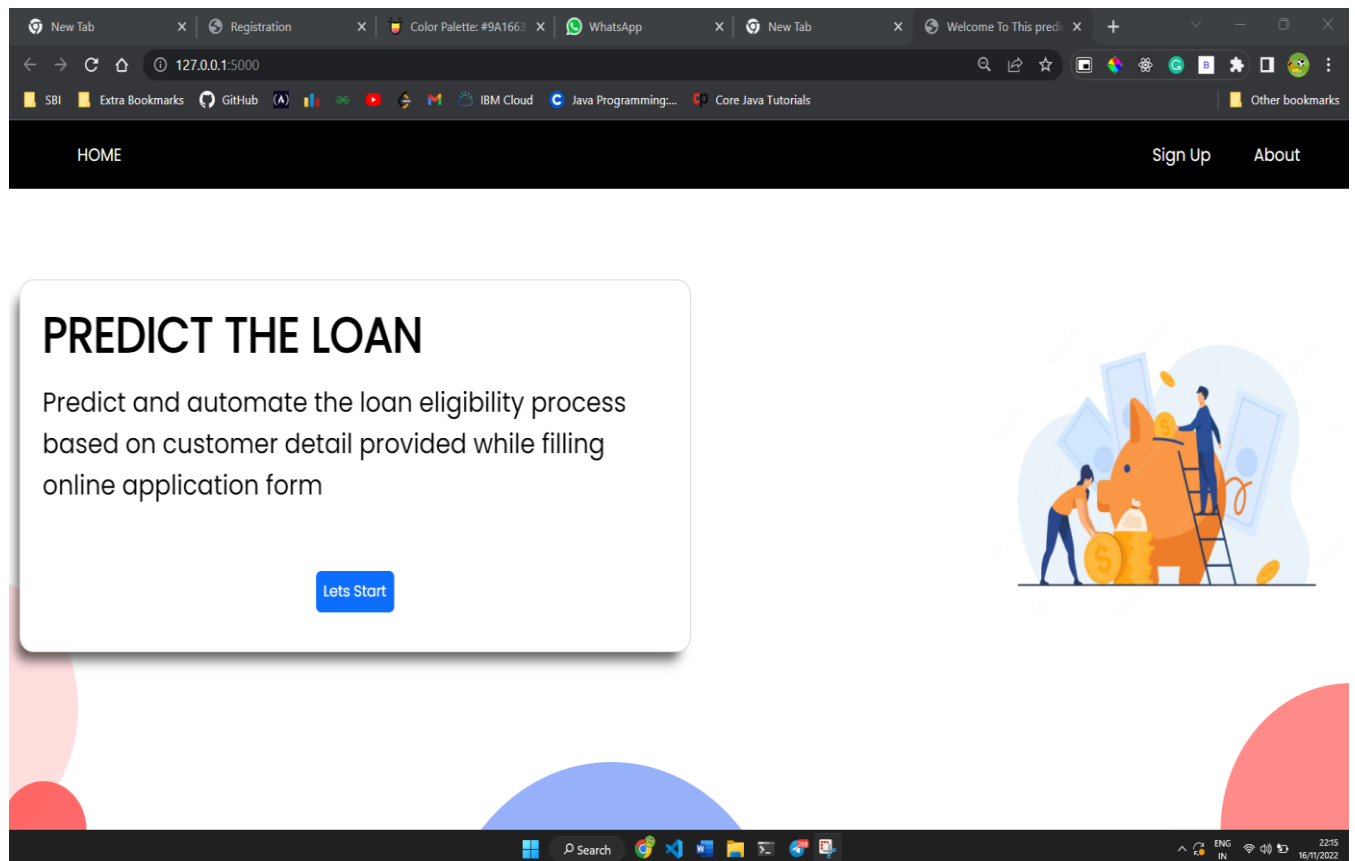 New Tab
Registration
Color Palette: #9A1663
WhatsApp
New Tab
Welcome To This predi
127.0.0.1:5000
SBI
Extra Bookmarks
GitHub
IBM Cloud
Java Programming:...
Core Java Tutorials
Other bookmarks
HOME
Sign Up
About
PREDICT THE LOAN
Predict and automate the loan eligibility process
based on customer detail provided while filling
online application form
Lets Start
Search
ENG
IN
22:15
16/11/2022